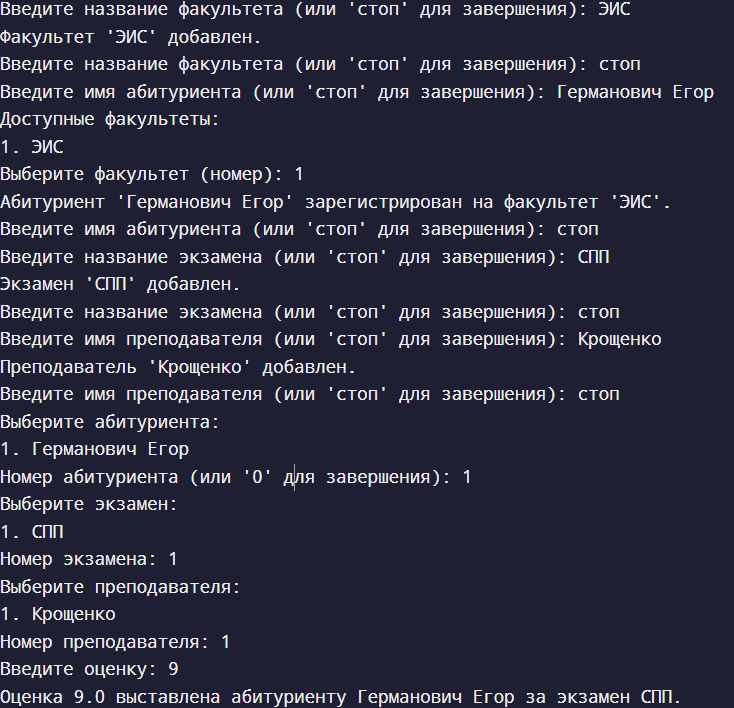 Введите название факультета (или 'стоп' для завершения): ЭИС
Факультет 'ЭИС' добавлен.
Введите название факультета (или 'стоп' для завершения): стоп
Введите имя абитуриента (или 'стоп' для завершения): Германович Егор
Доступные факультеты:
1. ЭИС
Выберите факультет (номер): 1
Абитуриент 'Германович Егор' зарегистрирован на факультет 'ЭИС'.
Введите имя абитуриента (или 'стоп' для завершения): стоп
Введите название экзамена (или 'стоп' для завершения): СПП
Экзамен 'СПП' добавлен.
Введите название экзамена (или 'стоп' для завершения): стоп
Введите имя преподавателя (или 'стоп' для завершения): Крощенко
Преподаватель 'Крощенко' добавлен.
Введите имя преподавателя (или 'стоп' для завершения): стоп
Выберите абитуриента:
1. Германович Егор
Номер абитуриента (или '0' для завершения): 1
Выберите экзамен:
1. СПП
Номер экзамена: 1
Выберите преподавателя:
1. Крощенко
Номер преподавателя: 1
Введите оценку: 9
Оценка 9.0 выставлена абитуриенту Германович Егор за экзамен СПП.